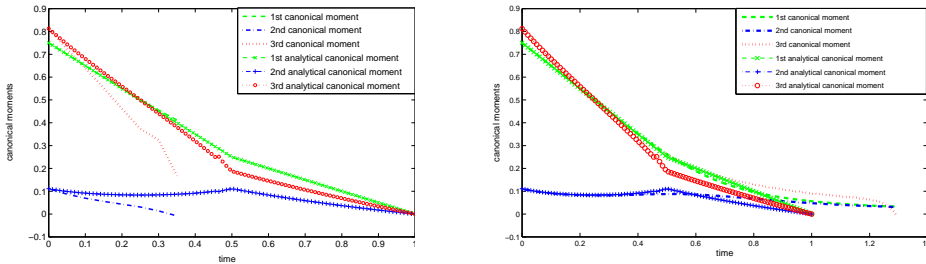 0.9
0.8
0.7
0.6
0.5
0.4
0.3
0.2
0.1
0
−0.1
canonical moments
0 0.1 0.2 0.3 0.4 0.5 0.6 0.7 0.8 0.9 1
time
1st canonical moment
2nd canonical moment
3rd canonical moment
1st analytical canonical moment
2nd analytical canonical moment
3rd analytical canonical moment
0.9
0.8
0.7
0.6
0.5
0.4
0.3
0.2
0.1
0
−0.1
canonical moments
0 0.2 0.4 0.6 0.8 1 1.2 1.4
time
1st canonical moment
2nd canonical moment
3rd canonical moment
1st analytical canonical moment
2nd analytical canonical moment
3rd analytical canonical moment